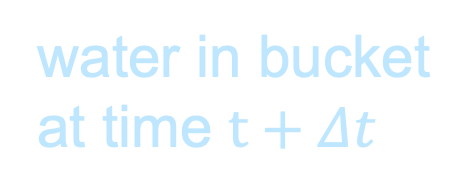 water in bucket
at time t + Δt